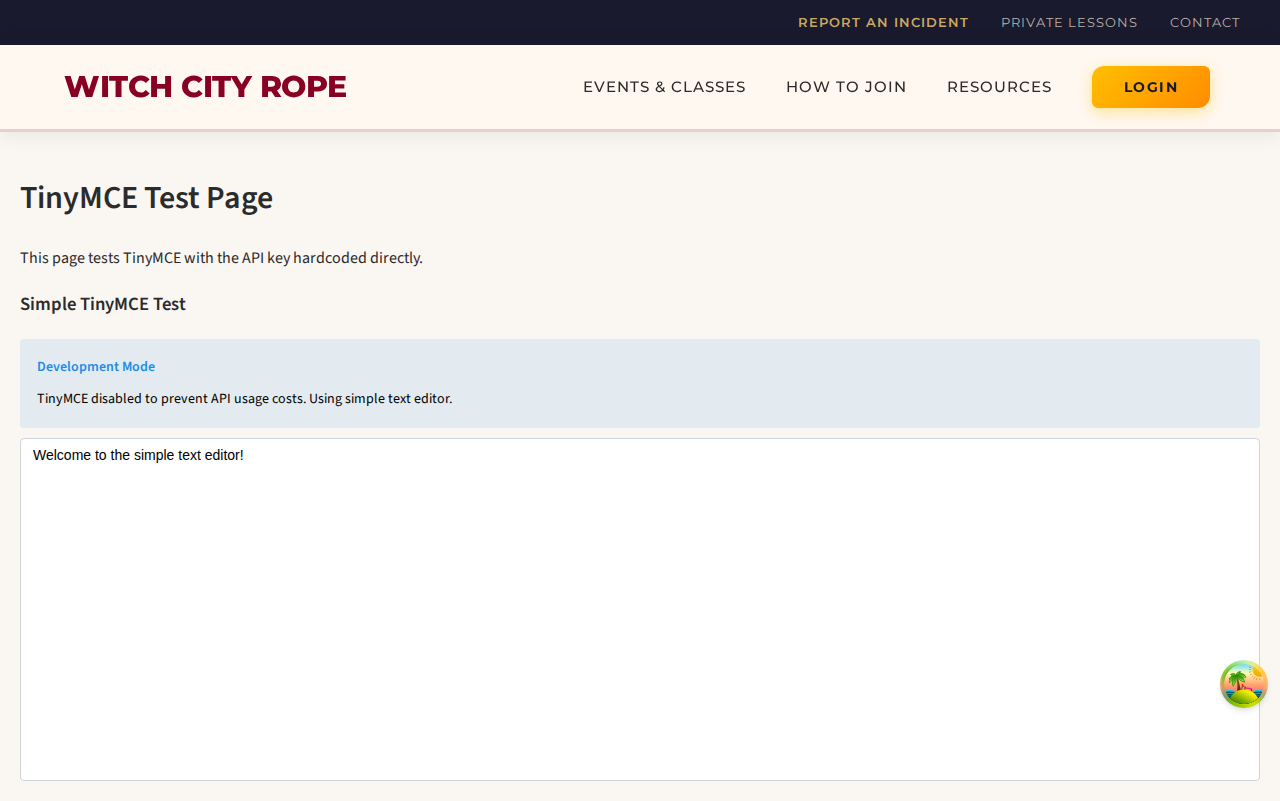 REPORT AN INCIDENT PRIVATE LESSONS CONTACT
WITCH CITY ROPE EVENTS & CLASSES HOW TO JOIN RESOURCES LOGIN
TinyMCE Test Page
This page tests TinyMCE with the API key hardcoded directly.
Simple TinyMCE Test
Development Mode
TinyMCE disabled to prevent API usage costs. Using simple text editor.
Welcome to the simple text editor!